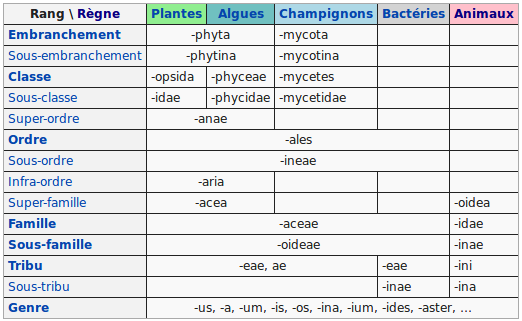 Rang \ Règne Plantes Algues Champignons Bactéries Animaux
Embranchement -phyta -mycota
Sous-embranchement -phytina -mycotina
Classe -opsida -phyceae -mycetes
Sous-classe -idae -phycidae -mycetidae
Super-ordre -anae
Ordre -ales
Sous-ordre -ineae
Infra-ordre -aria
Super-famille -acea -oidea
Famille -aceae -idae
Sous-famille -oideae -inae
Tribu -eae, ae -eae -ini
Sous-tribu -inae -ina
Genre -us, -a, -um, -is, -os, -ina, -ium, -ides, -aster, ...